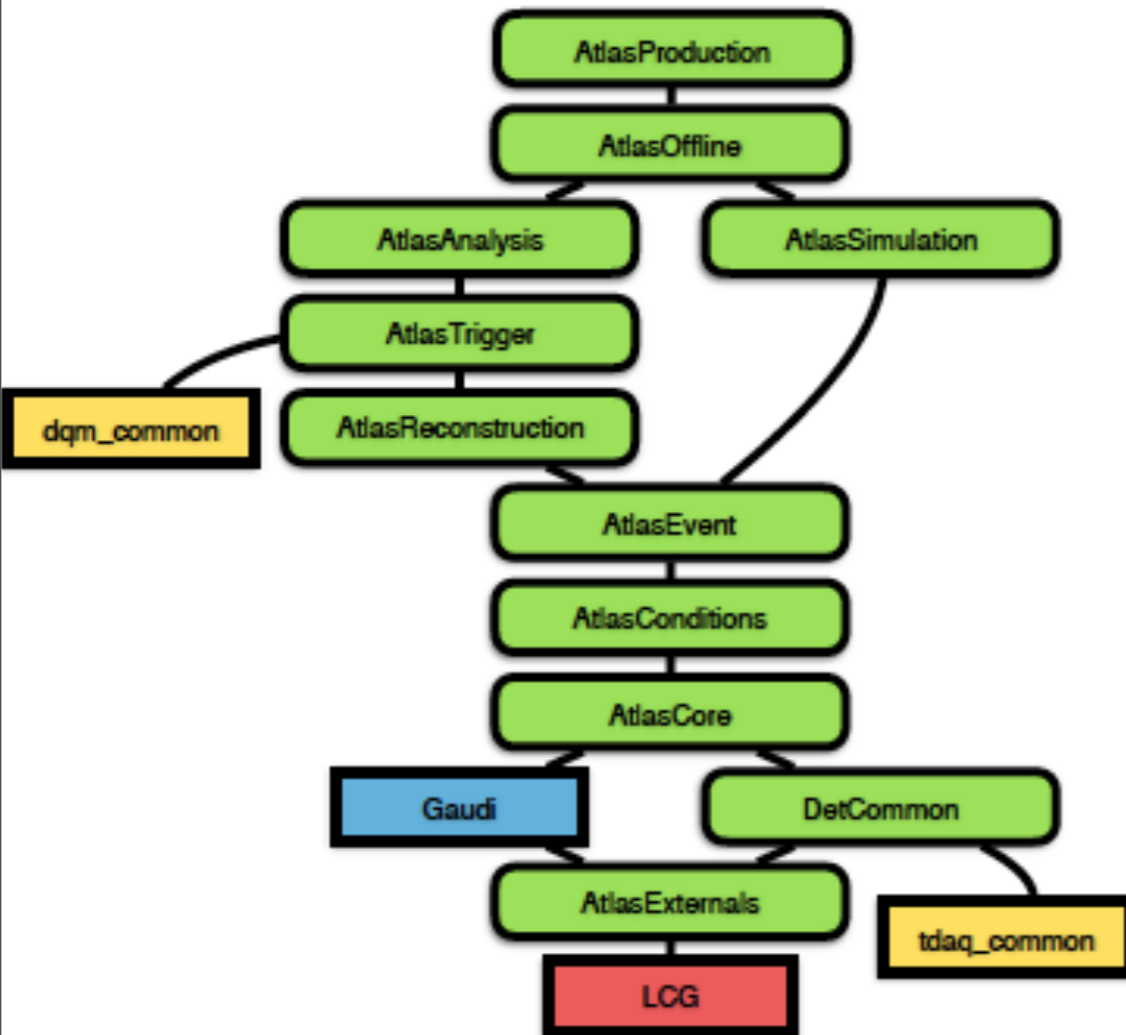 AtlasProduction
AtlasOffline
AtlasAnalysis
AtlasSimulation
AtlasTrigger
dqm_common
AtlasReconstruction
AtlasEvent
AtlasConditions
AtlasCore
Gaudi
DetCommon
AtlasExternals
tdaq_common
LCG